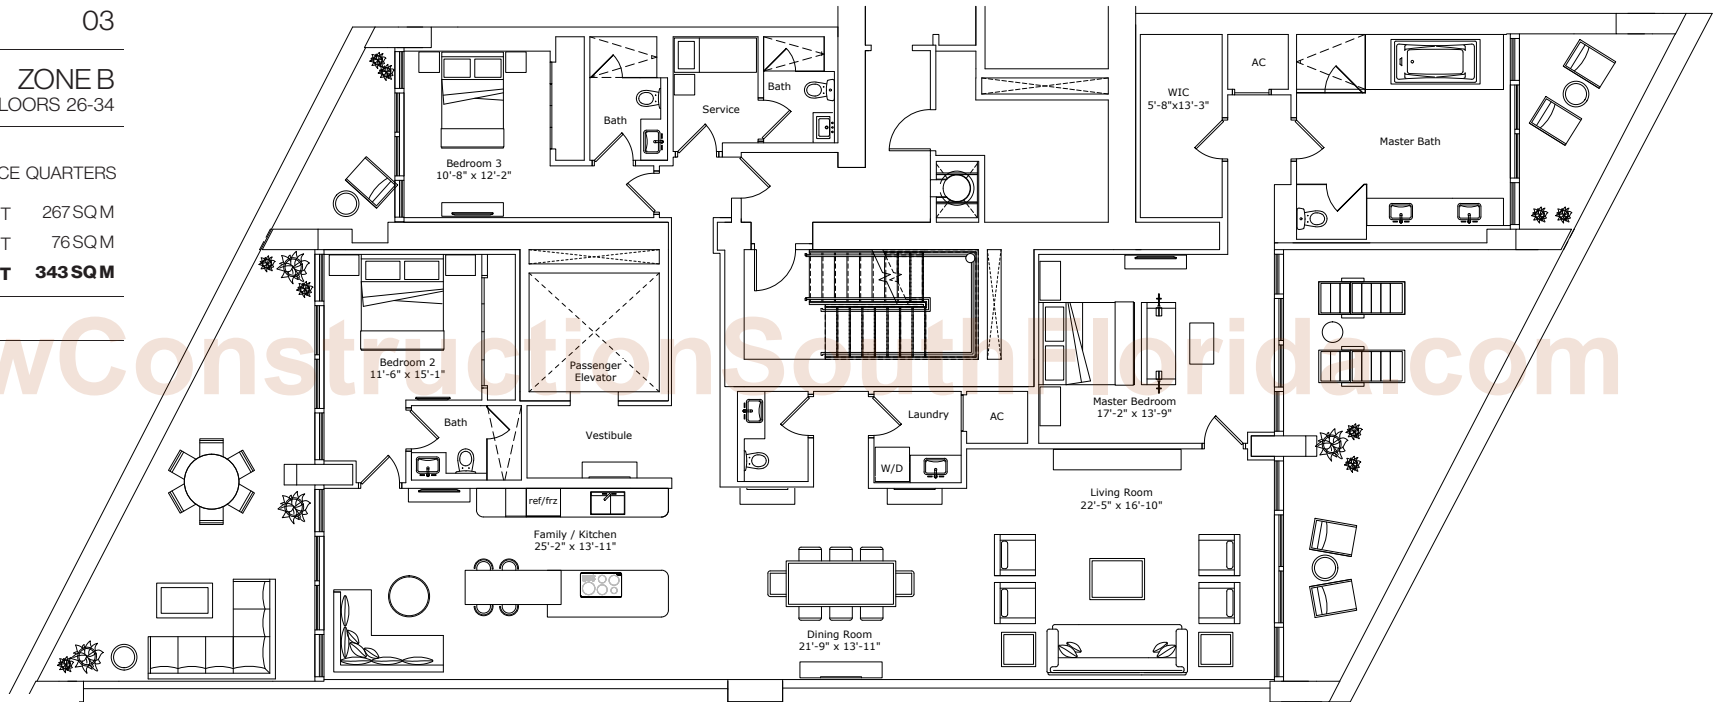 03
ZONE B
LOORS 26-34
CE QUARTERS
T 267 SQ M
T 76 SQ M
T 343 SQ M
Bedroom 3
10'-8" x 12'-2"
Bath
Service
Bath
WIC
5'-8"x13'-3"
AC
Master Bath
Bedroom 2
11'-6" x 15'-1"
Passenger
Elevator
Master Bedroom
17'-2" x 13'-9"
wConstructionSouthFlorida.com
Bath
Vestibule
Laundry
AC
W/D
ref/frz
Living Room
22'-5" x 16'-10"
Family / Kitchen
25'-2" x 13'-11"
Dining Room
21'-9" x 13'-11"